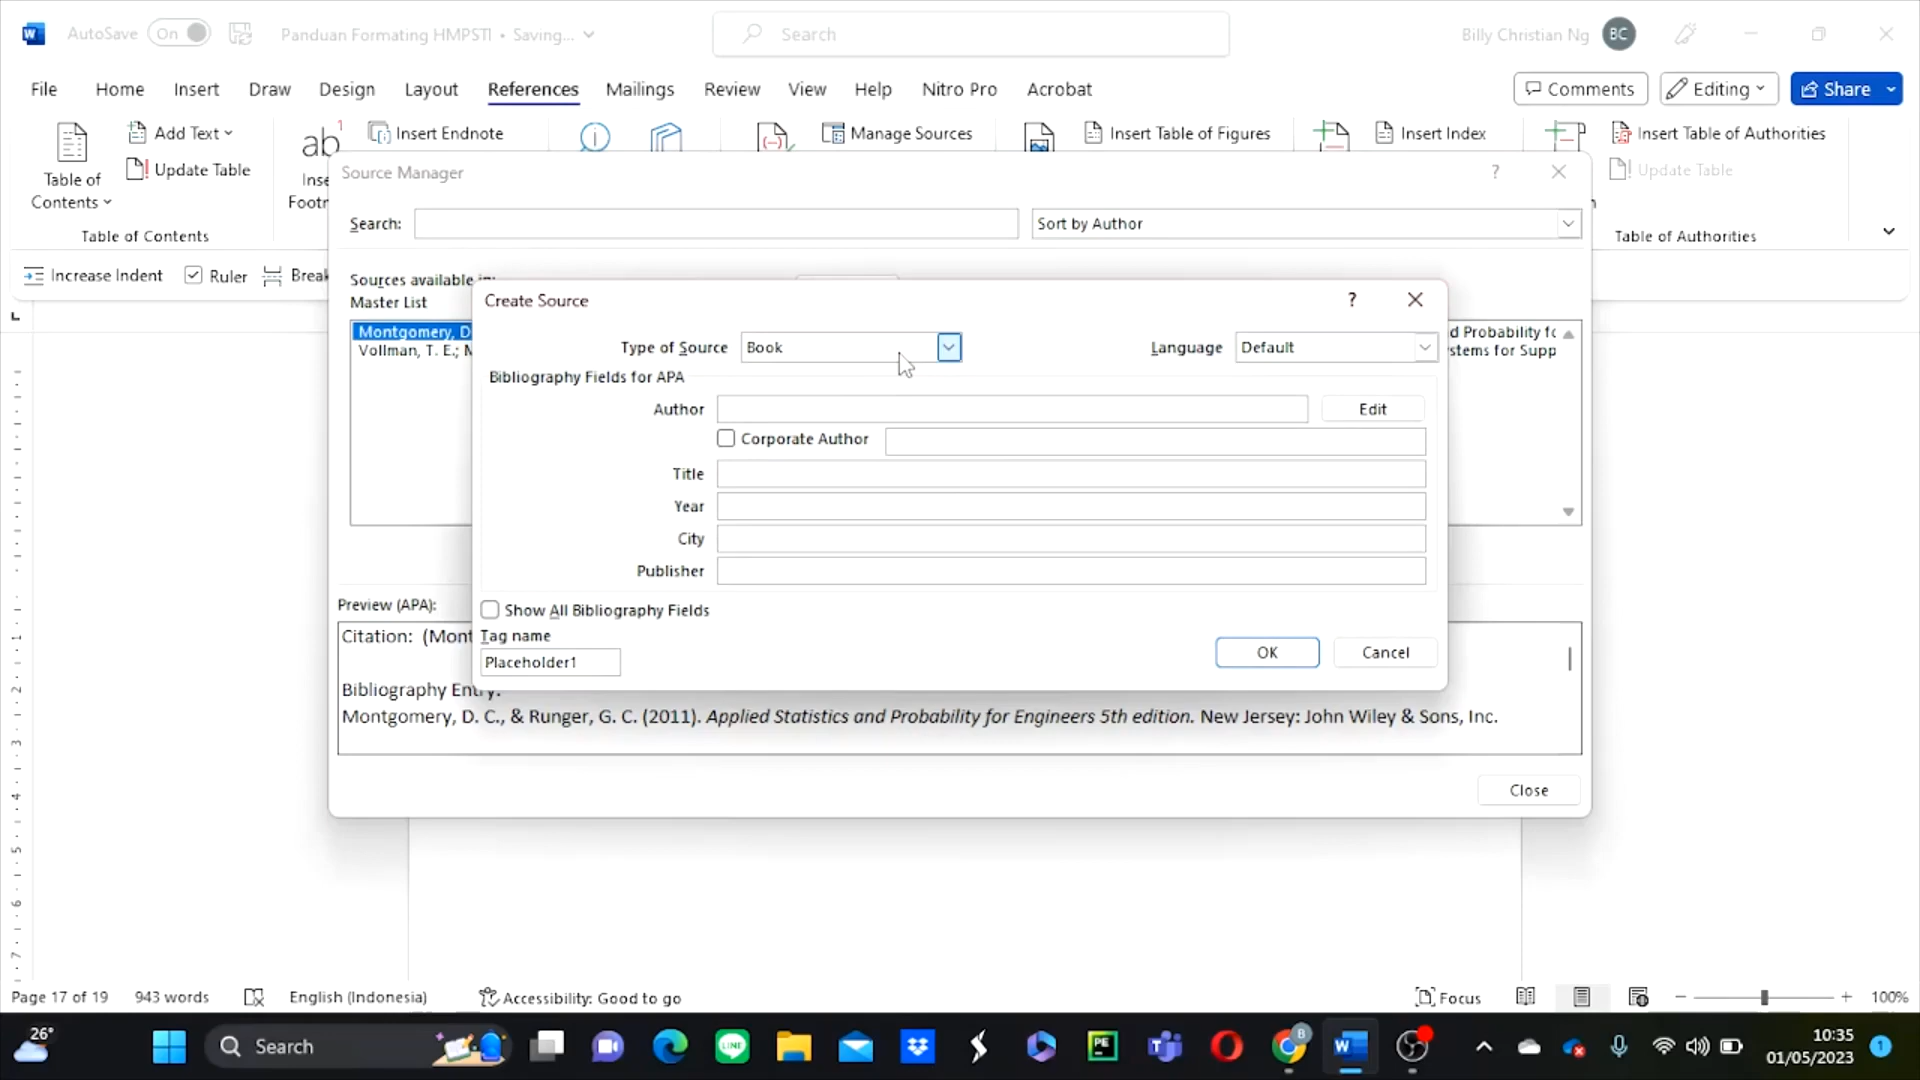 AutoSave On Panduan Formating HMPSTI • Saving... Search Billy Christian Ng BC
File Home Insert Draw Design Layout References Mailings Review View Help Nitro Pro Acrobat Comments Editing Share
Add Text Insert Endnote Manage Sources Insert Table of Figures Insert Index Insert Table of Authorities
ab
Table of Contents
Update Table
Update Table
Table of Contents
Table of Authorities
Increase Indent Ruler
Source Manager ?
Search: Sort by Author
Sources available in:
Master List
Montgomery, D
Vollman, T. E.;
d Probability fo
stems for Supp
Create Source ?
Type of Source Book Language Default
Bibliography Fields for APA
Author Edit
Corporate Author
Title
Year
City
Publisher
Show All Bibliography Fields
Tag name
Placeholder1
OK Cancel
Preview (APA):
Citation: (Mont
Bibliography Entry:
Montgomery, D. C., & Runger, G. C. (2011). Applied Statistics and Probability for Engineers 5th edition. New Jersey: John Wiley & Sons, Inc.
Close
Page 17 of 19 943 words English (Indonesia) Accessibility: Good to go Focus 100%
26° Search 10:35
01/05/2023 1